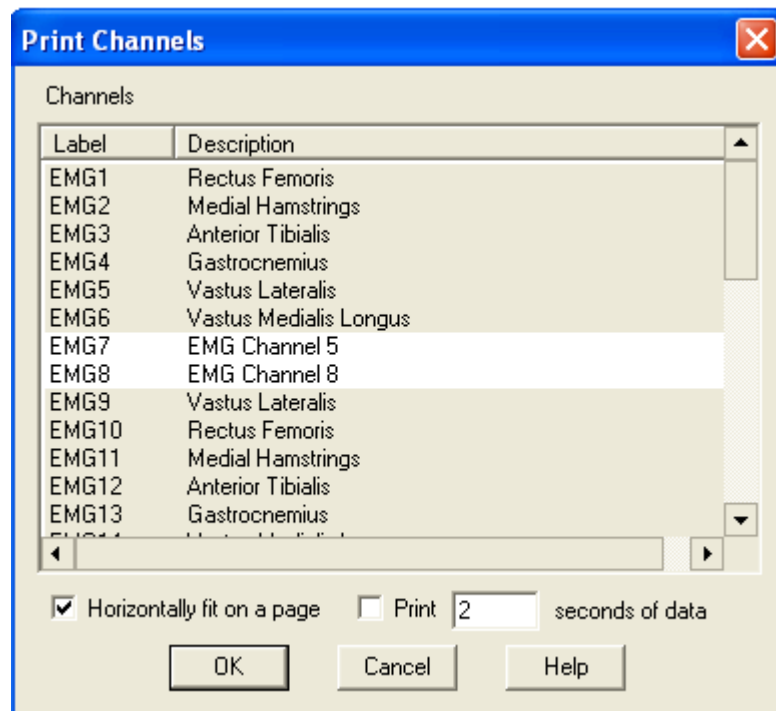 Print Channels
Channels
Label Description
EMG1 Rectus Femoris
EMG2 Medial Hamstrings
EMG3 Anterior Tibialis
EMG4 Gastrocnemius
EMG5 Vastus Lateralis
EMG6 Vastus Medialis Longus
EMG7 EMG Channel 5
EMG8 EMG Channel 8
EMG9 Vastus Lateralis
EMG10 Rectus Femoris
EMG11 Medial Hamstrings
EMG12 Anterior Tibialis
EMG13 Gastrocnemius
Horizontally fit on a page Print 2 seconds of data
OK Cancel Help